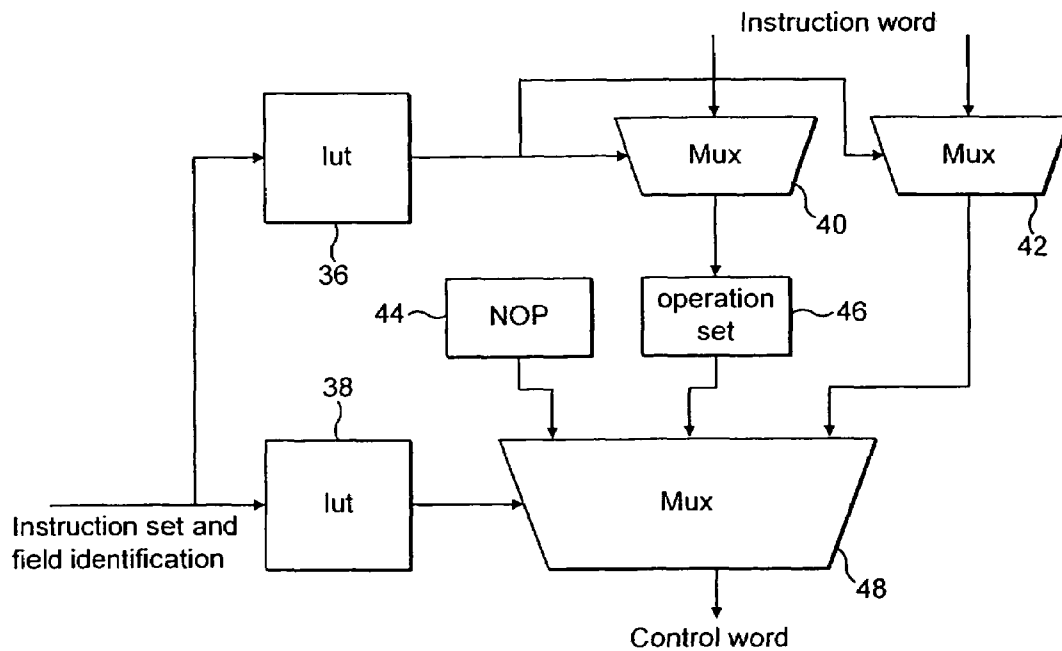 Instruction word
lut
Mux
Mux
36
40
42
44
NOP
operation
set
46
38
lut
Mux
Instruction set and
field identification
48
Control word